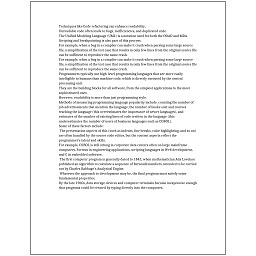 Techniques like Code refactoring can enhance readability.
Unreadable code often leads to bugs, inefficiencies, and duplicated code.
The Unified Modeling Language (UML) is a notation used for both the OOAD and MDA.
Scripting and breakpointing is also part of this process.
For example, when a bug in a compiler can make it crash when parsing some large source
file, a simplification of the test case that results in only few lines from the original source file
can be sufficient to reproduce the same crash.
For example, when a bug in a compiler can make it crash when parsing some large source
file, a simplification of the test case that results in only few lines from the original source file
can be sufficient to reproduce the same crash.
Programmers typically use high-level programming languages that are more easily
intelligible to humans than machine code, which is directly executed by the central
processing unit.
They are the building blocks for all software, from the simplest applications to the most
sophisticated ones.
However, readability is more than just programming style.
Methods of measuring programming language popularity include: counting the number of
job advertisements that mention the language, the number of books sold and courses
teaching the language (this overestimates the importance of newer languages), and
estimates of the number of existing lines of code written in the language (this
underestimates the number of users of business languages such as COBOL).
Some of these factors include:
The presentation aspects of this (such as indents, line breaks, color highlighting, and so on)
are often handled by the source code editor, but the content aspects reflect the
programmer's talent and skills.
For example, COBOL is still strong in corporate data centers often on large mainframe
computers, Fortran in engineering applications, scripting languages in Web development,
and C in embedded software.
The first computer program is generally dated to 1843, when mathematician Ada Lovelace
published an algorithm to calculate a sequence of Bernoulli numbers, intended to be carried
out by Charles Babbage's Analytical Engine.
Whatever the approach to development may be, the final program must satisfy some
fundamental properties.
By the late 1960s, data storage devices and computer terminals became inexpensive enough
that programs could be created by typing directly into the computers.